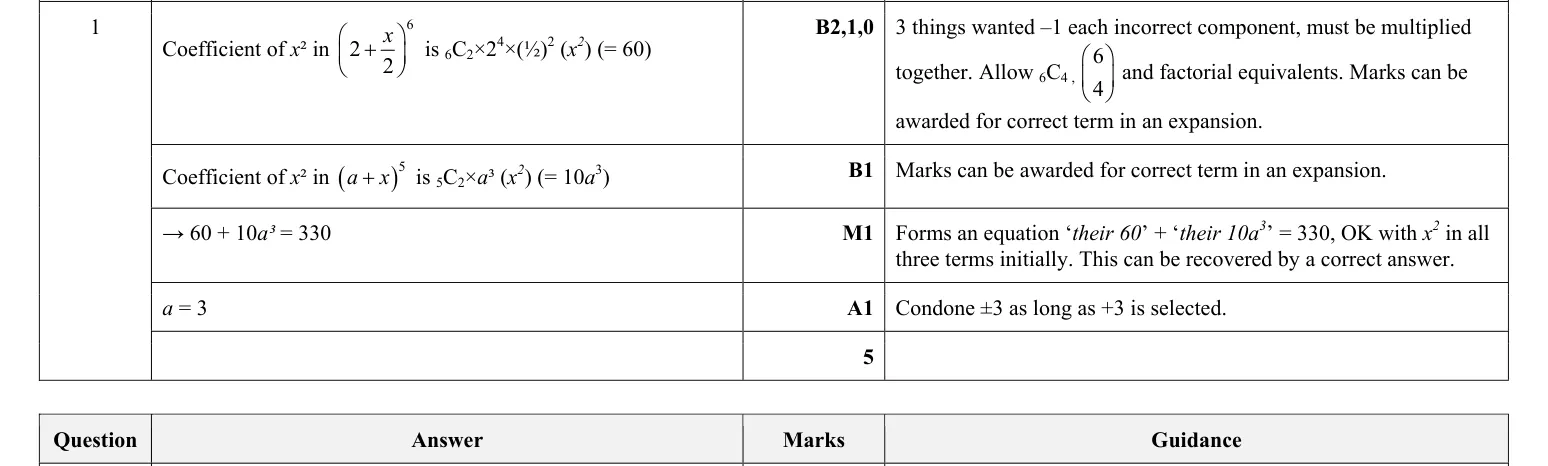 1
Coefficient of x² in (2 + x/2)⁶ is ₆C₂×2⁴×(½)² (x²) (= 60)
B2,1,0
3 things wanted –1 each incorrect component, must be multiplied
together. Allow ₆C₄ , (6 4) and factorial equivalents. Marks can be
awarded for correct term in an expansion.
Coefficient of x² in (a + x)⁵ is ₅C₂×a³ (x²) (= 10a³)
B1
Marks can be awarded for correct term in an expansion.
→ 60 + 10a³ = 330
M1
Forms an equation ‘their 60’ + ‘their 10a³’ = 330, OK with x² in all
three terms initially. This can be recovered by a correct answer.
a = 3
A1
Condone ±3 as long as +3 is selected.
5
Question Answer Marks Guidance